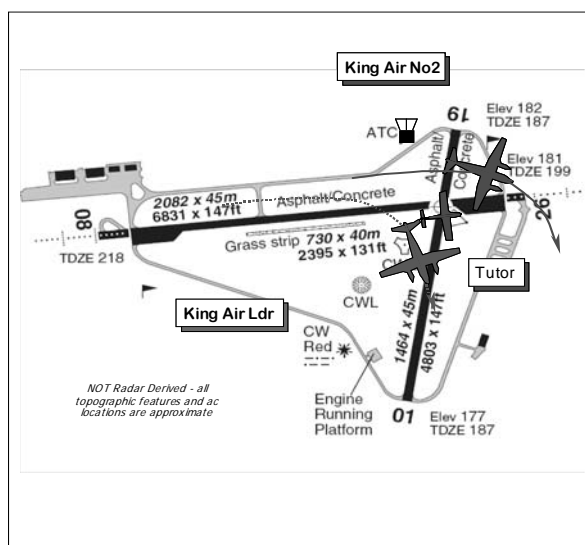 King Air No2
Elev 182
TDZE 187
19
ATC
Asphalt/
Concrete
Elev 181
TDZE 199
2082 x 45m
6831 x 147ft
Asphalt/Concrete
08
26
Grass strip 730 x 40m
2395 x 131ft
TDZE 218
Tutor
CWL
King Air Ldr
CW
Red
1464 x 45m
4803 x 147ft
NOT Radar Derived - all
topographic features and ac
locations are approximate
Engine
Running
Platform
01
Elev 177
TDZE 187